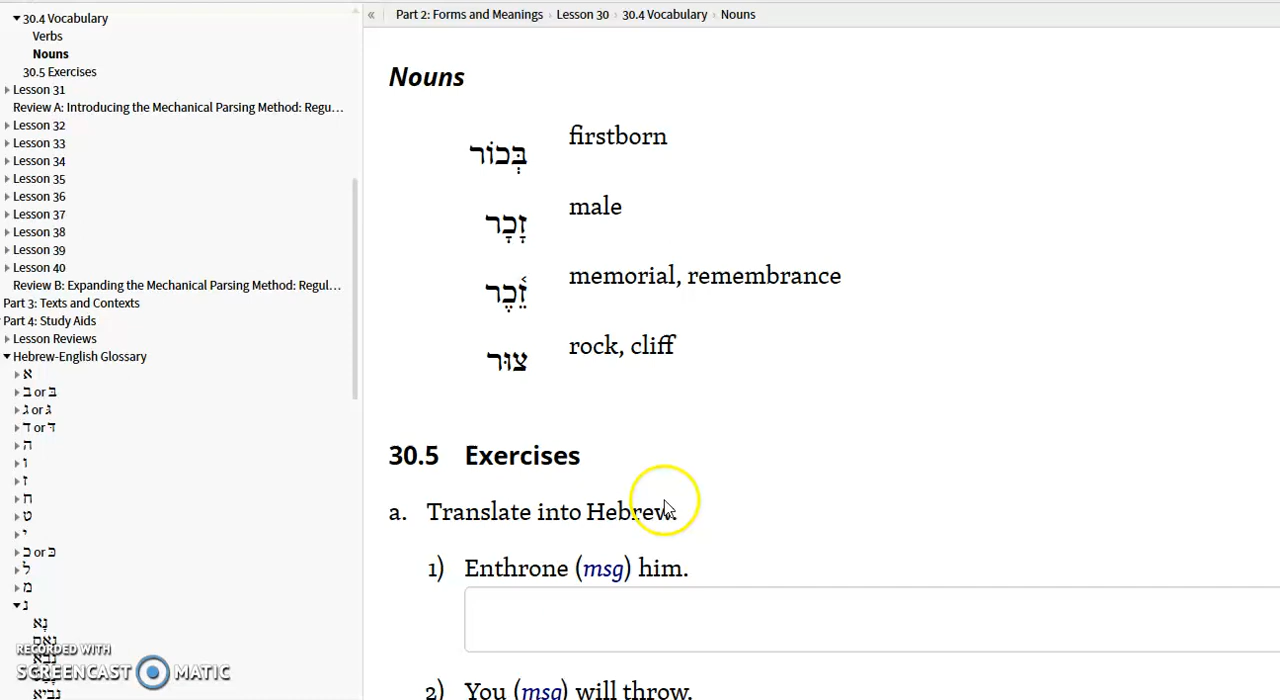 30.4 Vocabulary
Verbs
Nouns
30.5 Exercises
Lesson 31
Review A: Introducing the Mechanical Parsing Method: Regu...
Lesson 32
Lesson 33
Lesson 34
Lesson 35
Lesson 36
Lesson 37
Lesson 38
Lesson 39
Lesson 40
Review B: Expanding the Mechanical Parsing Method: Regul...
Part 3: Texts and Contexts
Part 4: Study Aids
Lesson Reviews
Hebrew-English Glossary
א
ב or בּ
ג or גּ
ד or דּ
ה
ו
ז
ח
ט
י
כ or כּ
ל
מ
נ
נָא
נְאֻם
נָבִיא
RECORDED WITH
SCREENCAST MATIC
« Part 2: Forms and Meanings › Lesson 30 › 30.4 Vocabulary › Nouns
Nouns
בְּכוֹר firstborn
זָכָר male
זֵ֫כֶר memorial, remembrance
צוּר rock, cliff
30.5 Exercises
a. Translate into Hebrew.
1) Enthrone (msg) him.
2) You (msg) will throw.